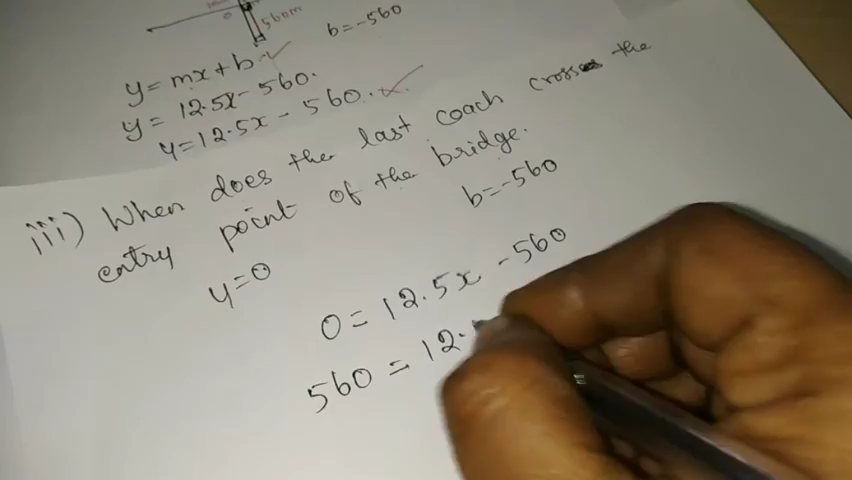 560m
b=-560
y=mx+b
y=12.5x-560.
y=12.5x-560.
iii) When does the last coach cross the
entry point of the bridge.
b=-560
y=0
0=12.5x-560
560=12.